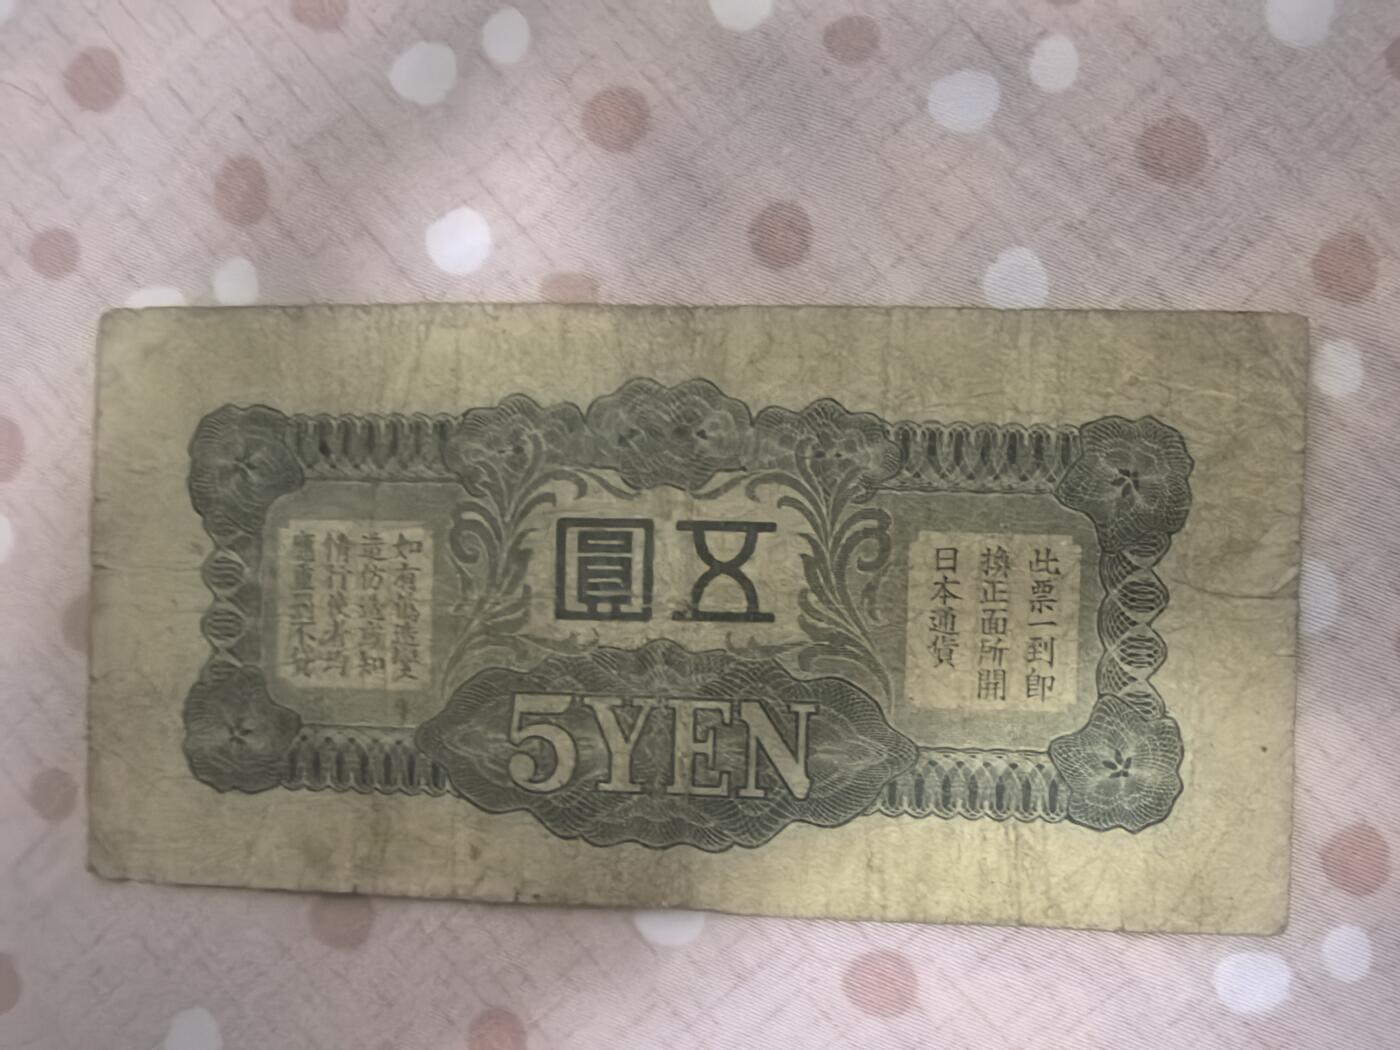 此票一到即
換正面所開
日本通貨
五圓
5YEN
如有偽造變
造仿造或知
情行使者均
應重罰不貸